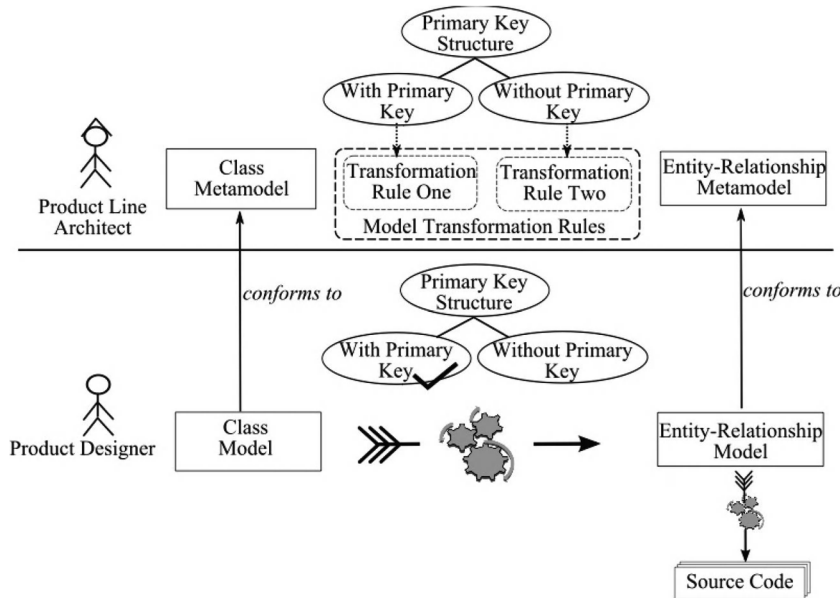 Primary Key
Structure
With Primary
Key
Without Primary
Key
Class
Metamodel
Transformation
Rule One
Transformation
Rule Two
Model Transformation Rules
Entity-Relationship
Metamodel
Product Line
Architect
conforms to
conforms to
Primary Key
Structure
With Primary
Key
Without Primary
Key
Product Designer
Class
Model
Entity-Relationship
Model
Source Code